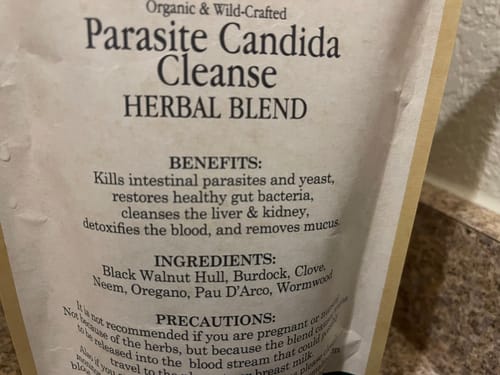 Organic & Wild-Crafted
Parasite Candida
Cleanse
HERBAL BLEND
BENEFITS:
Kills intestinal parasites and yeast,
restores healthy gut bacteria,
cleanses the liver & kidney,
detoxifies the blood, and removes mucus.
INGREDIENTS:
Black Walnut Hull, Burdock, Clove,
Neem, Oregano, Pau D'Arco, Wormwood
PRECAUTIONS:
It is not recommended if you are pregnant or
Not because of the herbs, but because the blend
to be released into the blood stream that could
travel to the breast milk.
Also if you